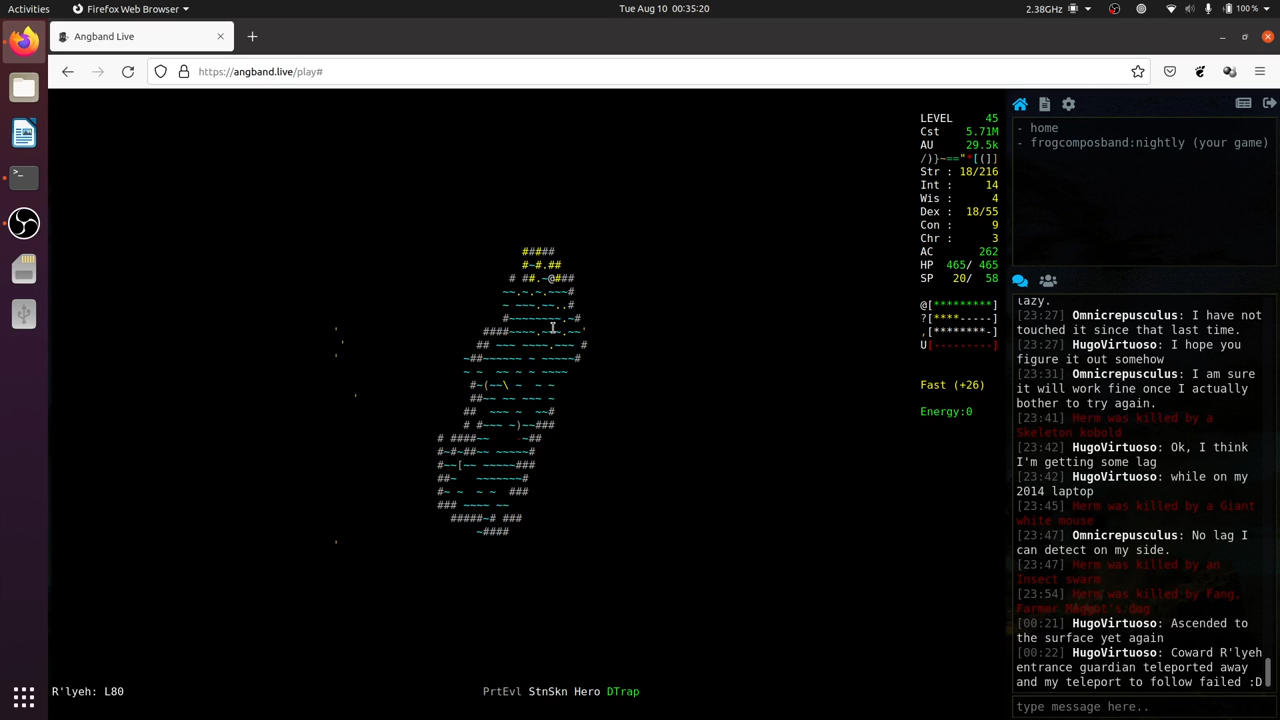 Activities
Firefox Web Browser
Tue Aug 10 00:35:20
2.38GHz
100 %
Angband Live
https://angband.live/play#
LEVEL 45
Cst 5.71M
AU 29.5k
/)}~=="*[(]]
Str : 18/216
Int : 14
Wis : 4
Dex : 18/55
Con : 9
Chr : 3
AC 262
HP 465/ 465
SP 20/ 58
@[*********]
?[****-----]
,[********-]
U[---------]
Fast (+26)
Energy:0
R'lyeh: L80
PrtEvl StnSkn Hero DTrap
- home
- frogcomposband:nightly (your game)
lazy.
[23:27] Omnicrepusculus: I have not
touched it since that last time.
[23:27] HugoVirtuoso: I hope you
figure it out somehow
[23:31] Omnicrepusculus: I am sure
it will work fine once I actually
bother to try again.
[23:41] Herm was killed by a
Skeleton kobold
[23:42] HugoVirtuoso: Ok, I think
I'm getting some lag
[23:42] HugoVirtuoso: while on my
2014 laptop
[23:45] Herm was killed by a Giant
white mouse
[23:47] Omnicrepusculus: No lag I
can detect on my side.
[23:47] Herm was killed by an
Insect swarm
[23:54] Herm was killed by Fang,
Farmer Maggot's dog
[00:21] HugoVirtuoso: Ascended to
the surface yet again
[00:22] HugoVirtuoso: Coward R'lyeh
entrance guardian teleported away
and my teleport to follow failed :D
type message here..